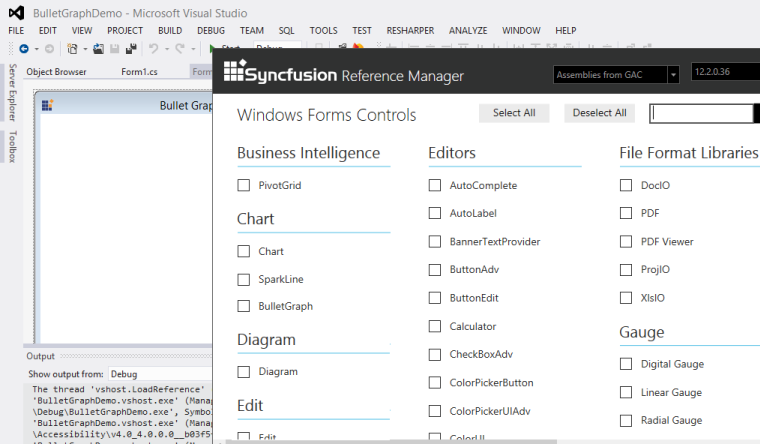 BulletGraphDemo - Microsoft Visual Studio
FILE EDIT VIEW PROJECT BUILD DEBUG TEAM SQL TOOLS TEST RESHARPER ANALYZE WINDOW HELP
Start Debug
Server Explorer
Toolbox
Object Browser Form1.cs Form
Bullet Gra
Syncfusion Reference Manager
Assemblies from GAC
12.2.0.36
Windows Forms Controls
Select All
Deselect All
Business Intelligence
PivotGrid
Chart
Chart
SparkLine
BulletGraph
Diagram
Diagram
Edit
Edit
Editors
AutoComplete
AutoLabel
BannerTextProvider
ButtonAdv
ButtonEdit
Calculator
CheckBoxAdv
ColorPickerButton
ColorPickerUIAdv
ColorUI
File Format Libraries
DocIO
PDF
PDF Viewer
ProjIO
XlsIO
Gauge
Digital Gauge
Linear Gauge
Radial Gauge
Output
Show output from: Debug
The thread 'vshost.LoadReference'
'BulletGraphDemo.vshost.exe' (Manag
\Debug\BulletGraphDemo.exe', Symbol
'BulletGraphDemo.vshost.exe' (Manag
\Accessibility\v4.0_4.0.0.0__b03f5